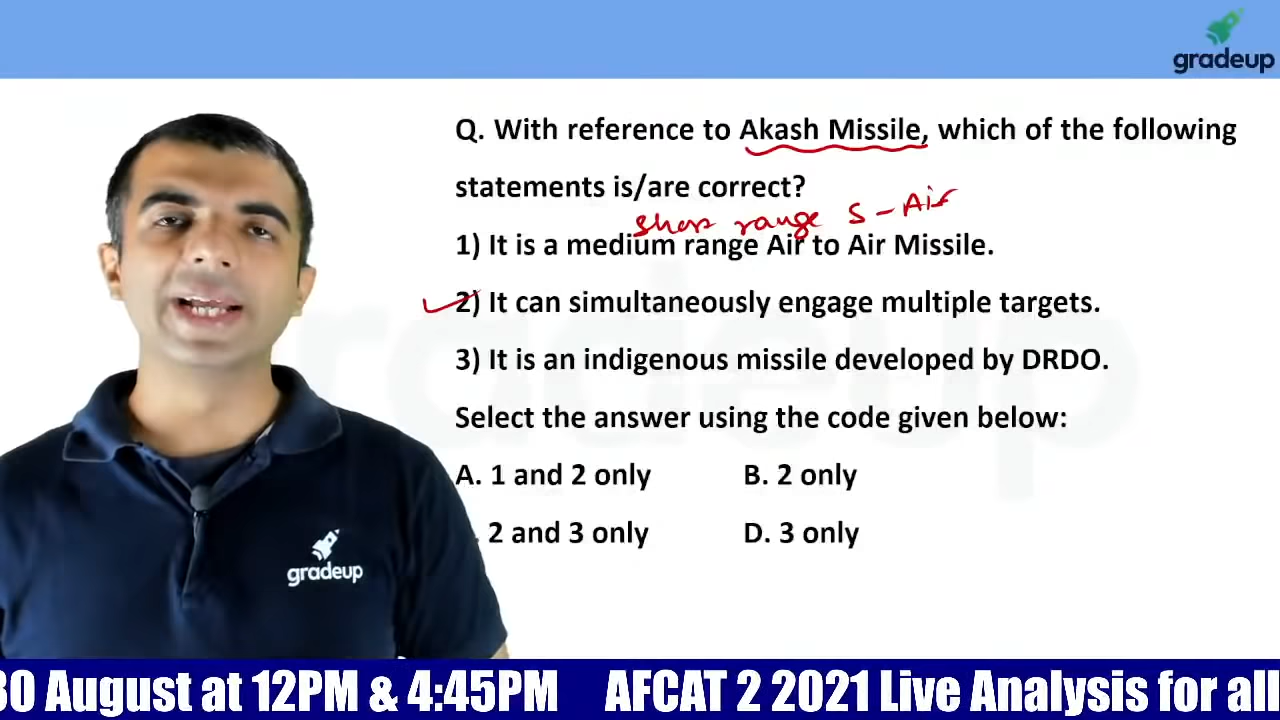 gradeup
Q. With reference to Akash Missile, which of the following
statements is/are correct?
range S-Air
1) It is a medium range Air to Air Missile.
2) It can simultaneously engage multiple targets.
3) It is an indigenous missile developed by DRDO.
Select the answer using the code given below:
A. 1 and 2 only B. 2 only
2 and 3 only D. 3 only
gradeup
30 August at 12PM & 4:45PM AFCAT 2 2021 Live Analysis for all